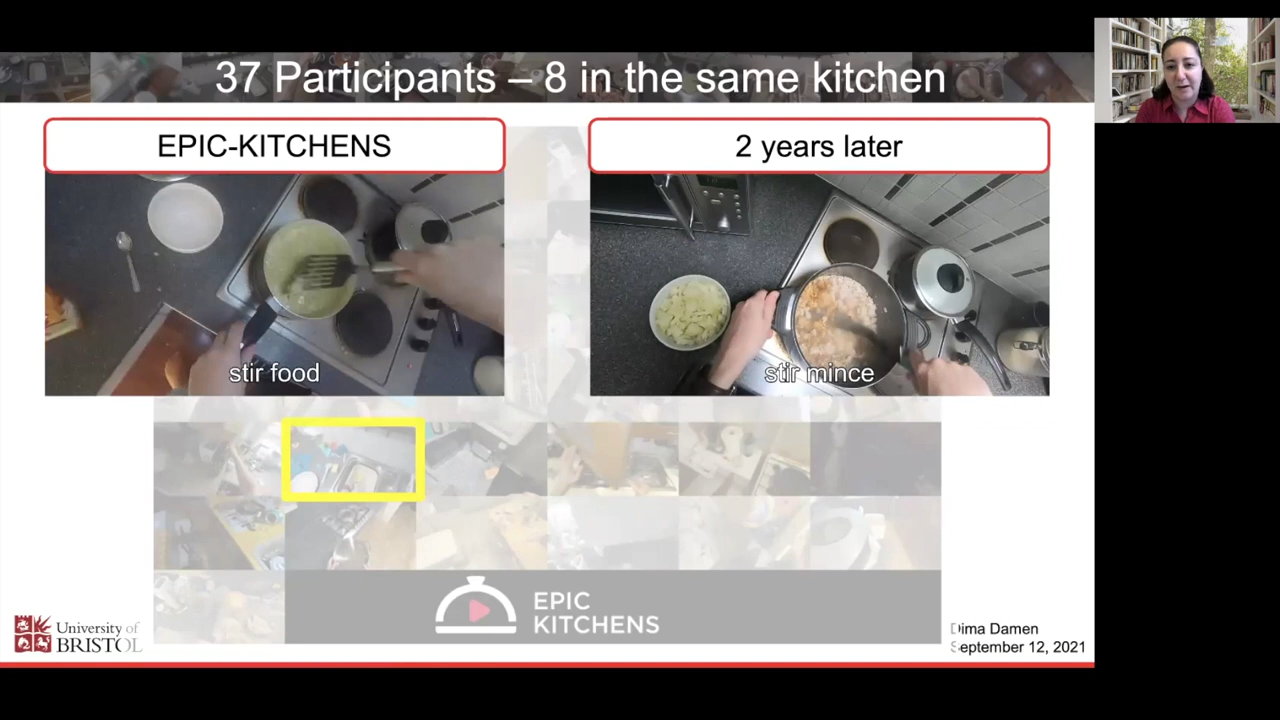 37 Participants – 8 in the same kitchen
EPIC-KITCHENS
2 years later
stir food
stir mince
EPIC
KITCHENS
University of
BRISTOL
Dima Damen
September 12, 2021